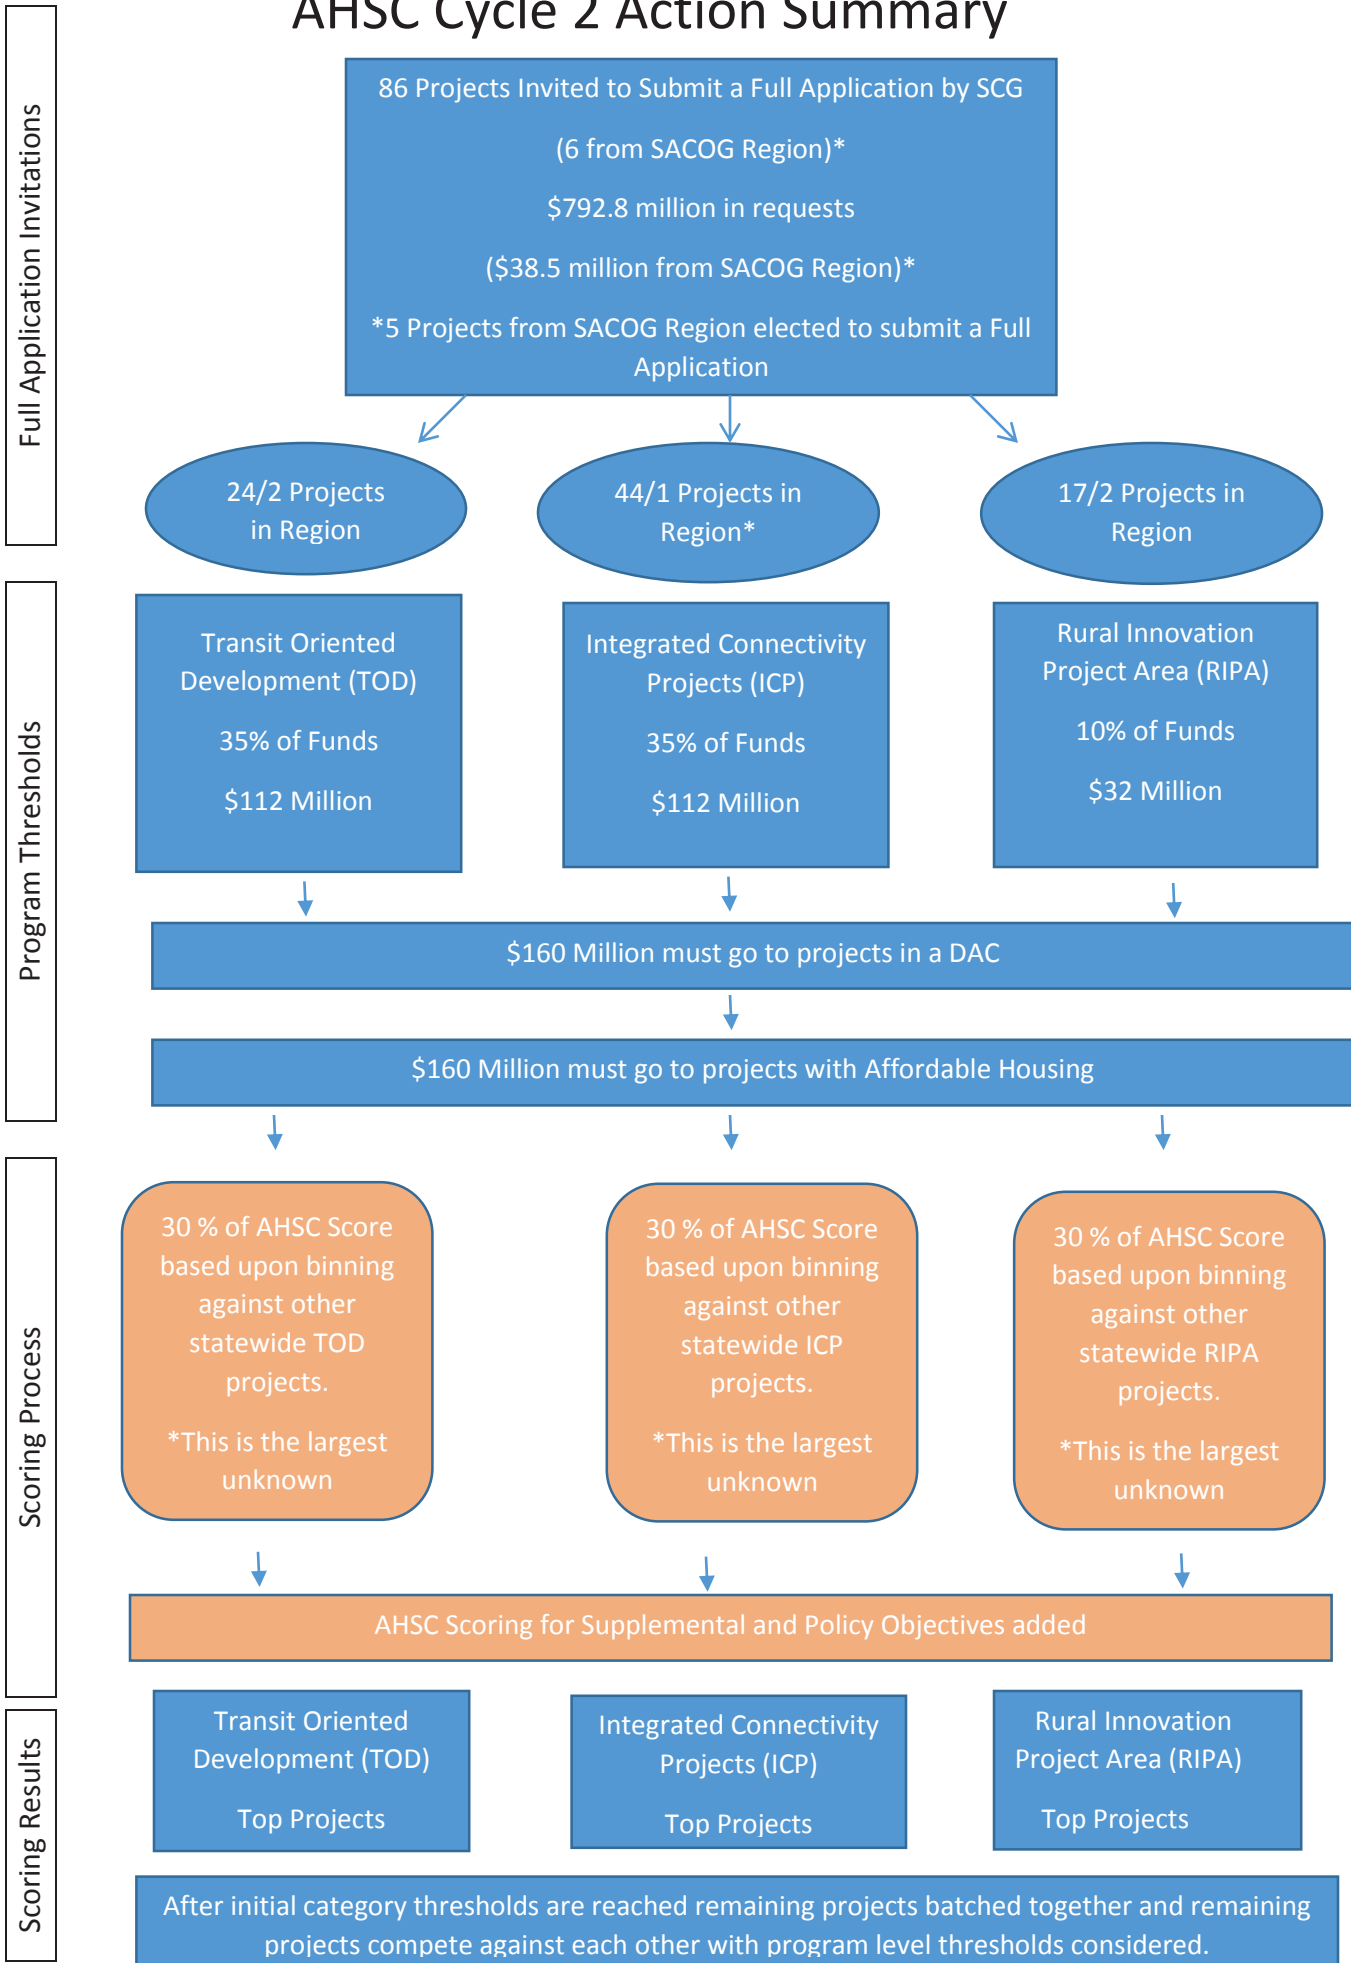 AHSC Cycle 2 Action Summary
Full Application Invitations
86 Projects Invited to Submit a Full Application by SCG
(6 from SACOG Region)*
$792.8 million in requests
($38.5 million from SACOG Region)*
*5 Projects from SACOG Region elected to submit a Full
Application
24/2 Projects
in Region
44/1 Projects in
Region*
17/2 Projects in
Region
Program Thresholds
Transit Oriented
Development (TOD)
35% of Funds
$112 Million
Integrated Connectivity
Projects (ICP)
35% of Funds
$112 Million
Rural Innovation
Project Area (RIPA)
10% of Funds
$32 Million
$160 Million must go to projects in a DAC
$160 Million must go to projects with Affordable Housing
Scoring Process
30 % of AHSC Score
based upon binning
against other
statewide TOD
projects.
*This is the largest
unknown
30 % of AHSC Score
based upon binning
against other
statewide ICP
projects.
*This is the largest
unknown
30 % of AHSC Score
based upon binning
against other
statewide RIPA
projects.
*This is the largest
unknown
AHSC Scoring for Supplemental and Policy Objectives added
Scoring Results
Transit Oriented
Development (TOD)
Top Projects
Integrated Connectivity
Projects (ICP)
Top Projects
Rural Innovation
Project Area (RIPA)
Top Projects
After initial category thresholds are reached remaining projects batched together and remaining
projects compete against each other with program level thresholds considered.